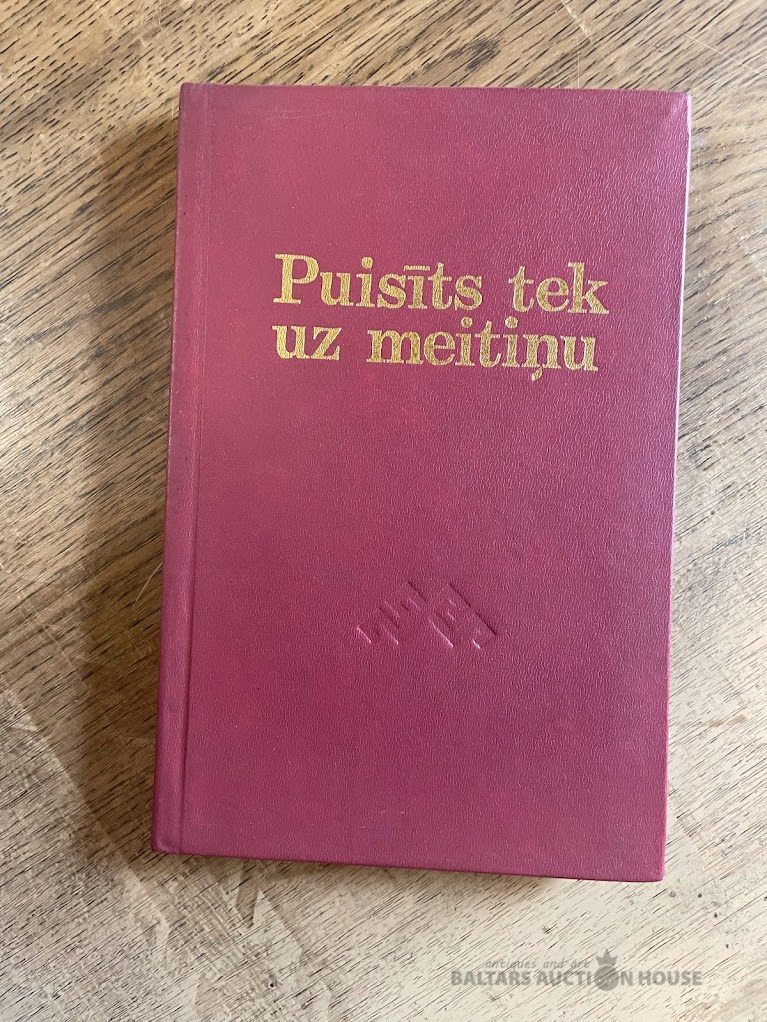 Puisīts tek
uz meitiņu
antiques and art
BALTARS AUCTION HOUSE